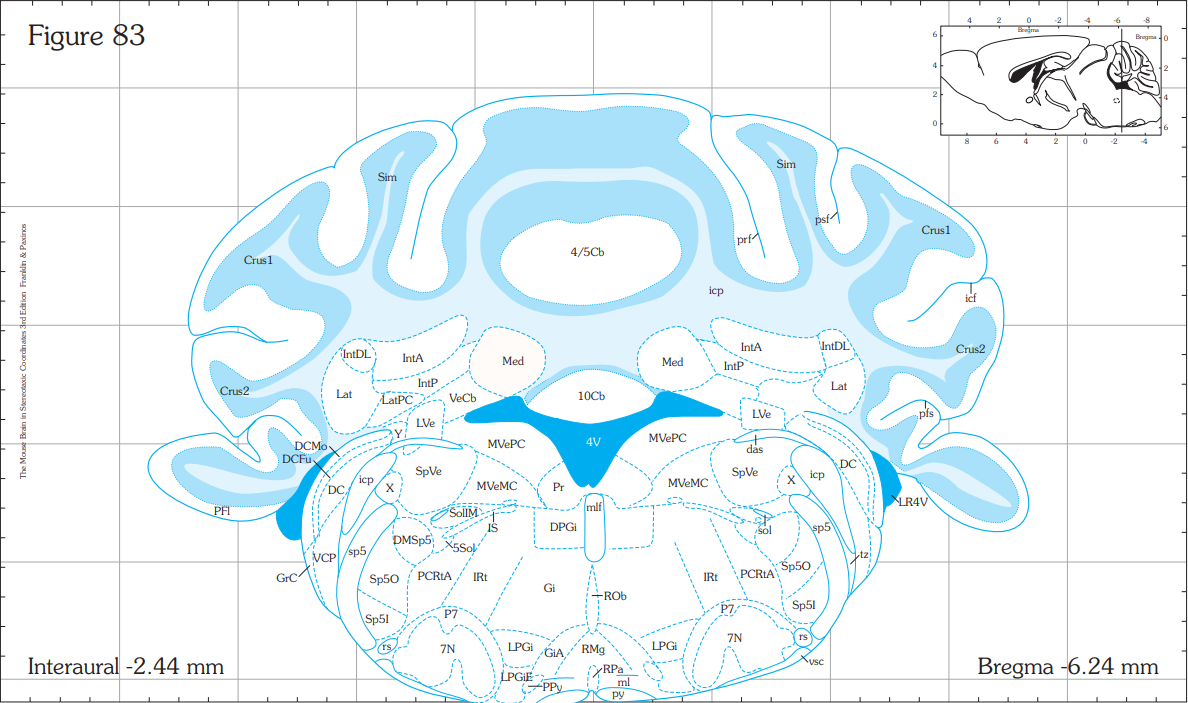 Figure 83
4 2 0 -2 -4 -6 -8
Bregma
Bregma
0
2
4
6
6
4
2
0
8 6 4 2 0 -2 -4
The Mouse Brain in Stereotaxic Coordinates 3rd Edition Franklin & Paxinos
Sim
Sim
psf
prf
4/5Cb
Crus1
Crus1
icp
icf
IntDL
IntA
Med
Med
IntA
IntDL
Crus2
IntP
IntP
Crus2
Lat
LatPC
VeCb
10Cb
Lat
LVe
LVe
pfs
Y
DCMo
MVePC
4V
MVePC
das
DCFu
DC
icp
X
SpVe
MVeMC
Pr
MVeMC
SpVe
X
icp
DC
LR4V
PFl
SolIM
IS
mlf
DPGi
sol
sp5
DMSp5
5Sol
VCP
sp5
tz
GrC
Sp5O
PCRtA
IRt
Gi
ROb
IRt
PCRtA
Sp5O
Sp5I
P7
P7
Sp5I
rs
7N
LPGi
GiA
RMg
LPGi
7N
rs
vsc
LPGiE
PPy
RPa
ml
py
Interaural -2.44 mm
Bregma -6.24 mm